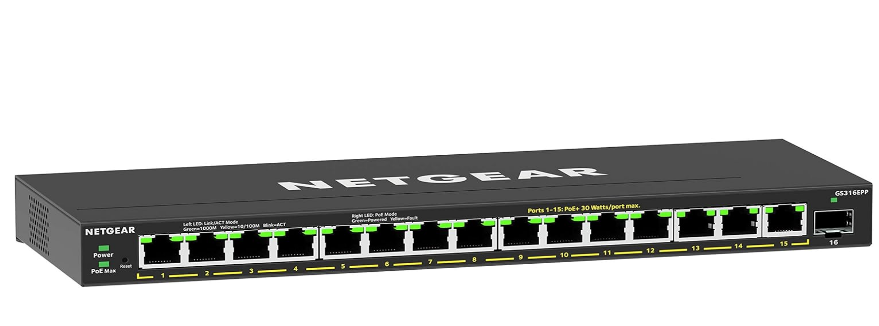 NETGEAR
GS316EPP
Ports 1-15: PoE+ 30 Watts/port max.
Left LED: Link/ACT Mode
Green=1000M Yellow=10/100M Blink=ACT
Right LED: PoE Mode
Green=Powered Yellow=Fault
NETGEAR
Power
PoE Max
Reset
1 2 3 4 5 6 7 8 9 10 11 12 13 14 15 16